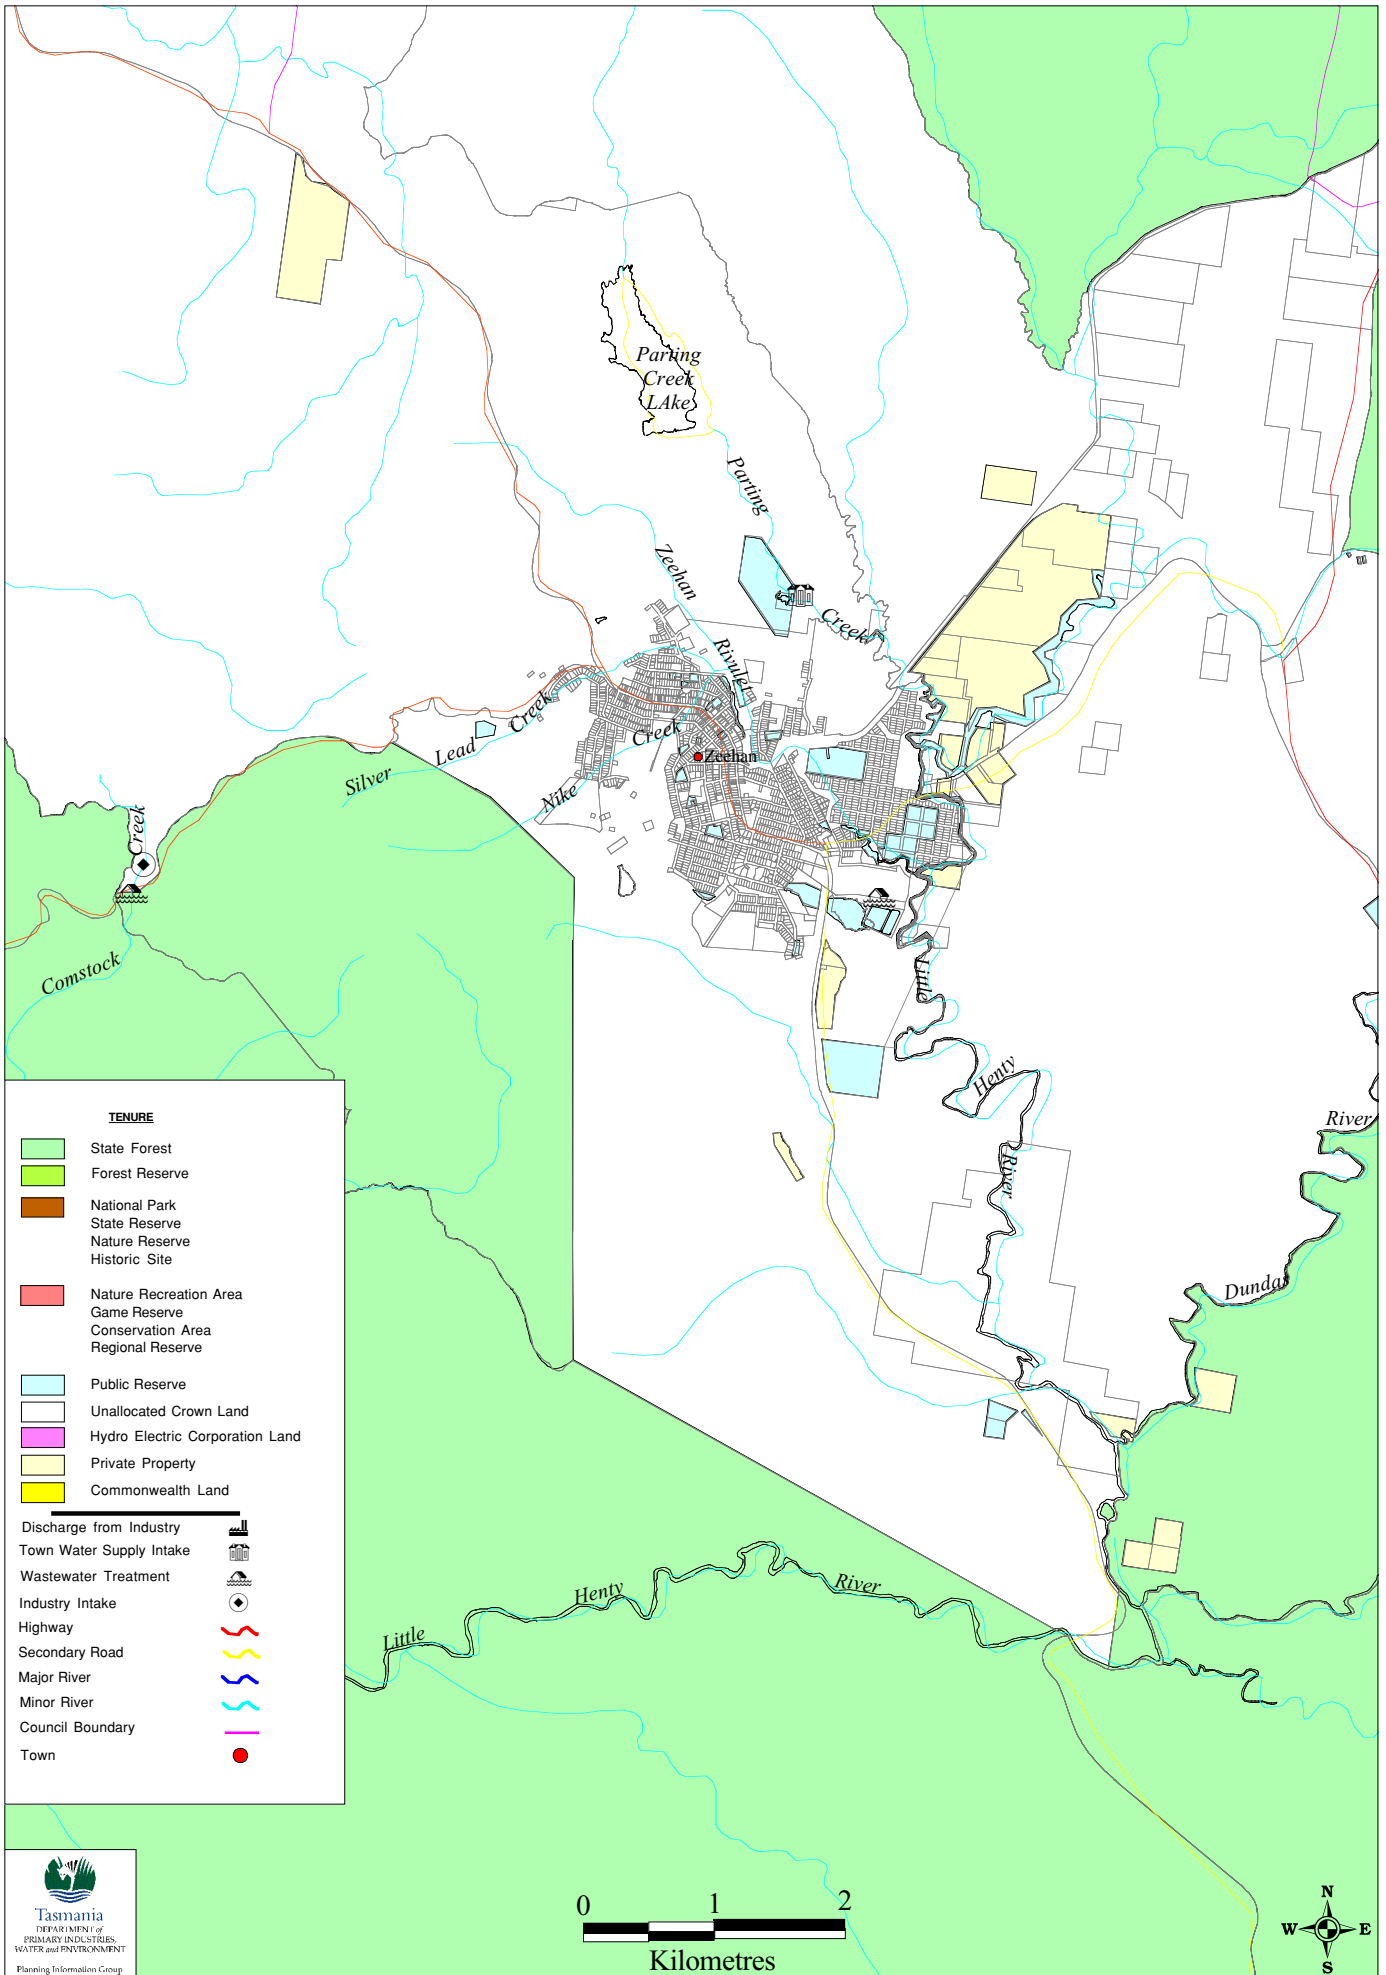 Parting
Creek
LAke
Parting
Zeehan
Creek
Rivulet
Creek
Creek
Lead
Silver
Nike
Zeehan
Creek
Comstock
Little
Henty
River
River
Dundas
TENURE
State Forest
Forest Reserve
National Park
State Reserve
Nature Reserve
Historic Site
Nature Recreation Area
Game Reserve
Conservation Area
Regional Reserve
Public Reserve
Unallocated Crown Land
Hydro Electric Corporation Land
Private Property
Commonwealth Land
Discharge from Industry
Town Water Supply Intake
Wastewater Treatment
Industry Intake
Highway
Secondary Road
Major River
Minor River
Council Boundary
Town
Henty
River
Little
Tasmania
DEPARTMENT of
PRIMARY INDUSTRIES,
WATER and ENVIRONMENT
Planning Information Group
0 1 2
Kilometres
N
W E
S